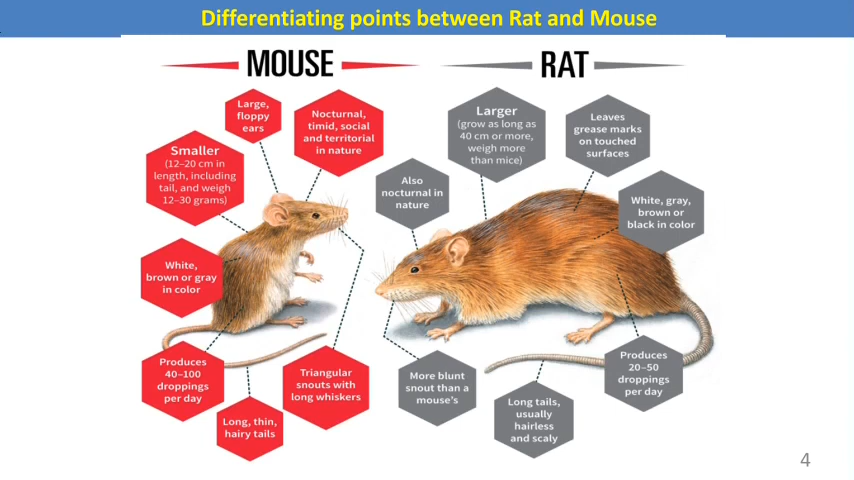 Differentiating points between Rat and Mouse
MOUSE
Large,
floppy
ears
Nocturnal,
timid, social
and territorial
in nature
Smaller
(12–20 cm in
length, including
tail, and weigh
12–30 grams)
White,
brown or gray
in color
Produces
40–100
droppings
per day
Long, thin,
hairy tails
Triangular
snouts with
long whiskers
RAT
Larger
(grow as long as
40 cm or more,
weigh more
than mice)
Leaves
grease marks
on touched
surfaces
Also
nocturnal in
nature
White, gray,
brown or
black in color
More blunt
snout than a
mouse's
Long tails,
usually
hairless
and scaly
Produces
20–50
droppings
per day
4